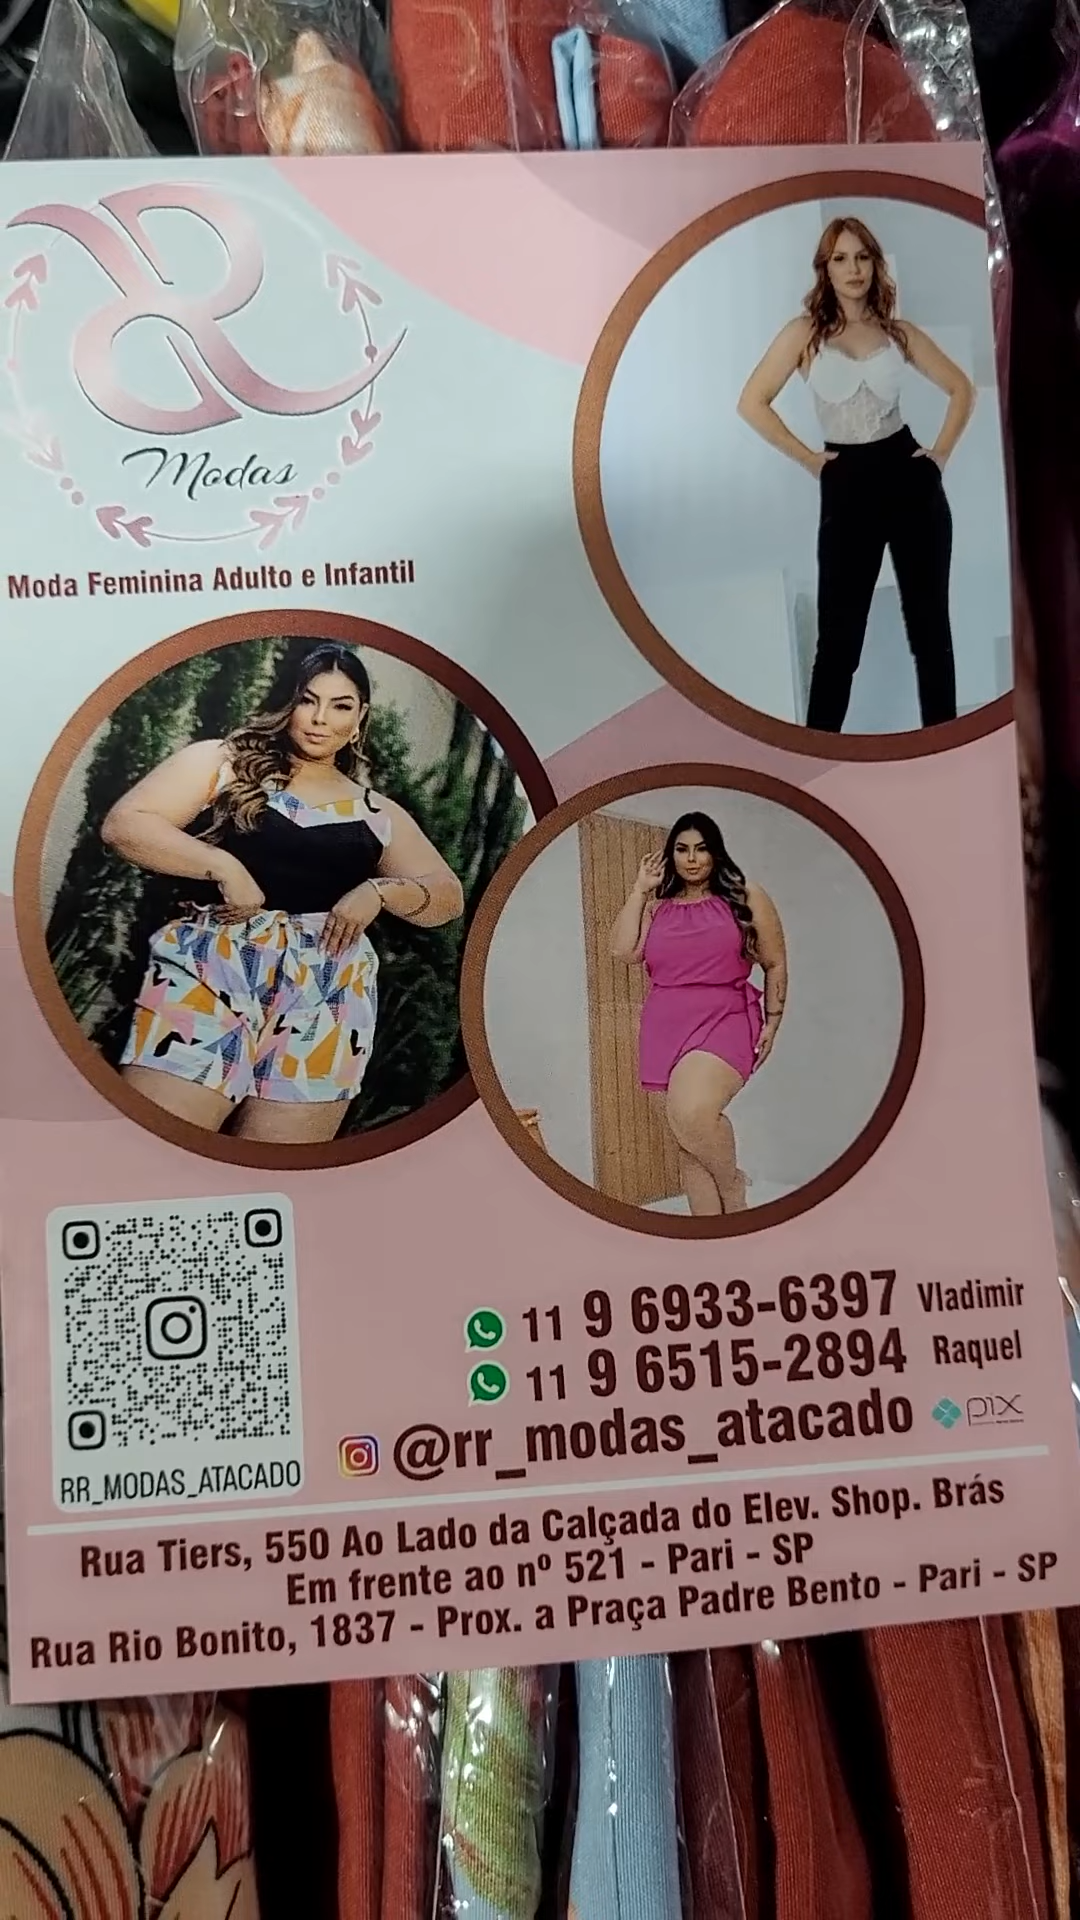 RR
Modas
Moda Feminina Adulto e Infantil
11 9 6933-6397 Vladimir
11 9 6515-2894 Raquel
@rr_modas_atacado pix
RR_MODAS_ATACADO
Rua Tiers, 550 Ao Lado da Calçada do Elev. Shop. Brás
Em frente ao nº 521 - Pari - SP
Rua Rio Bonito, 1837 - Prox. a Praça Padre Bento - Pari - SP